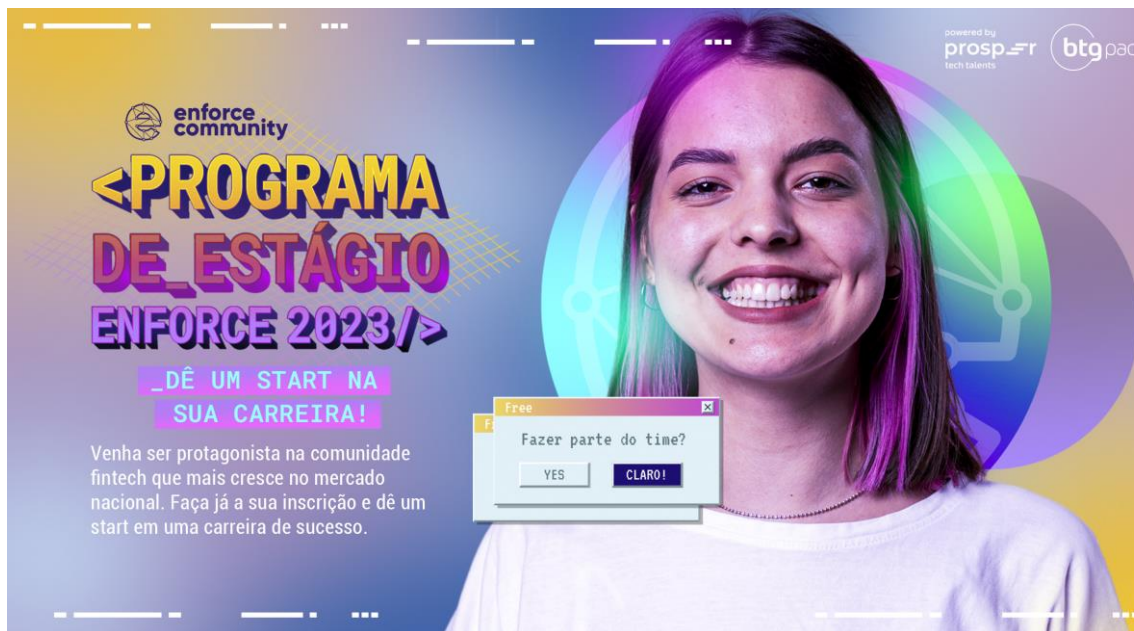 powered by
prosper
tech talents
btg pac
enforce
community
<PROGRAMA
DE_ESTÁGIO
ENFORCE 2023/>
_DÊ UM START NA
SUA CARREIRA!
Venha ser protagonista na comunidade
fintech que mais cresce no mercado
nacional. Faça já a sua inscrição e dê um
start em uma carreira de sucesso.
F
Free
Fazer parte do time?
YES
CLARO!